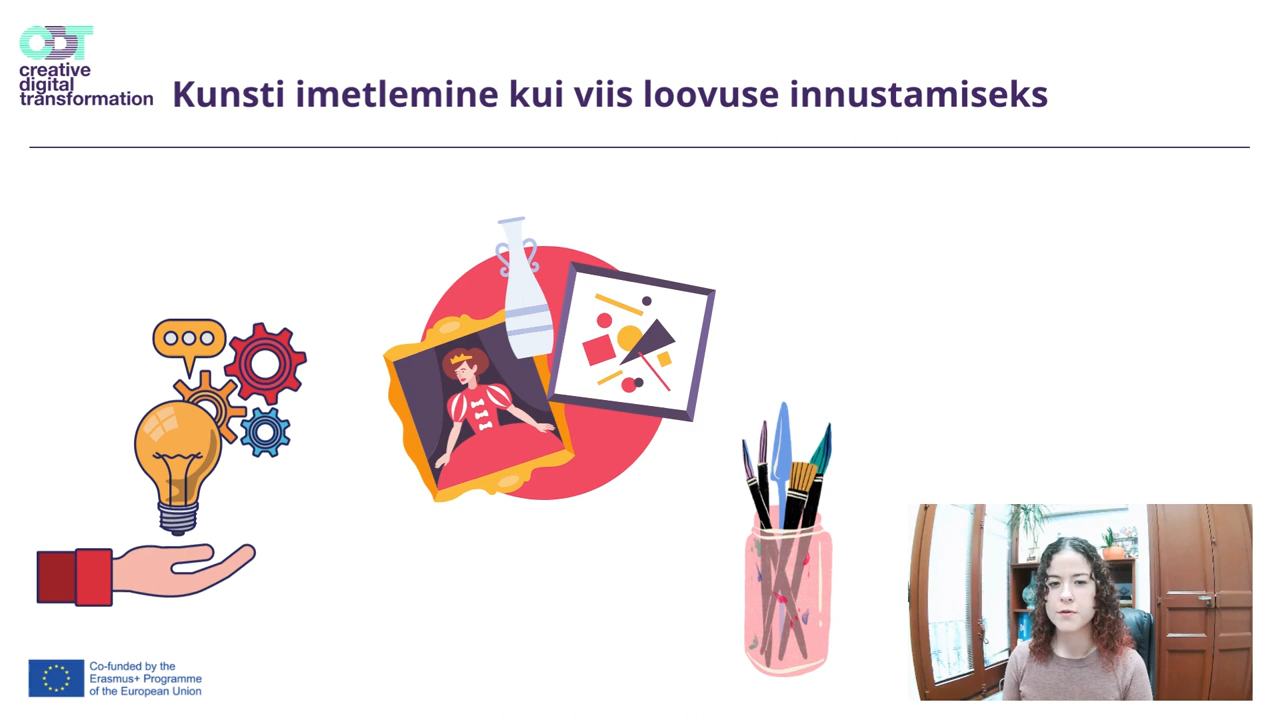 CDT
creative
digital
transformation
Kunsti imetlemine kui viis loovuse innustamiseks
Co-funded by the
Erasmus+ Programme
of the European Union